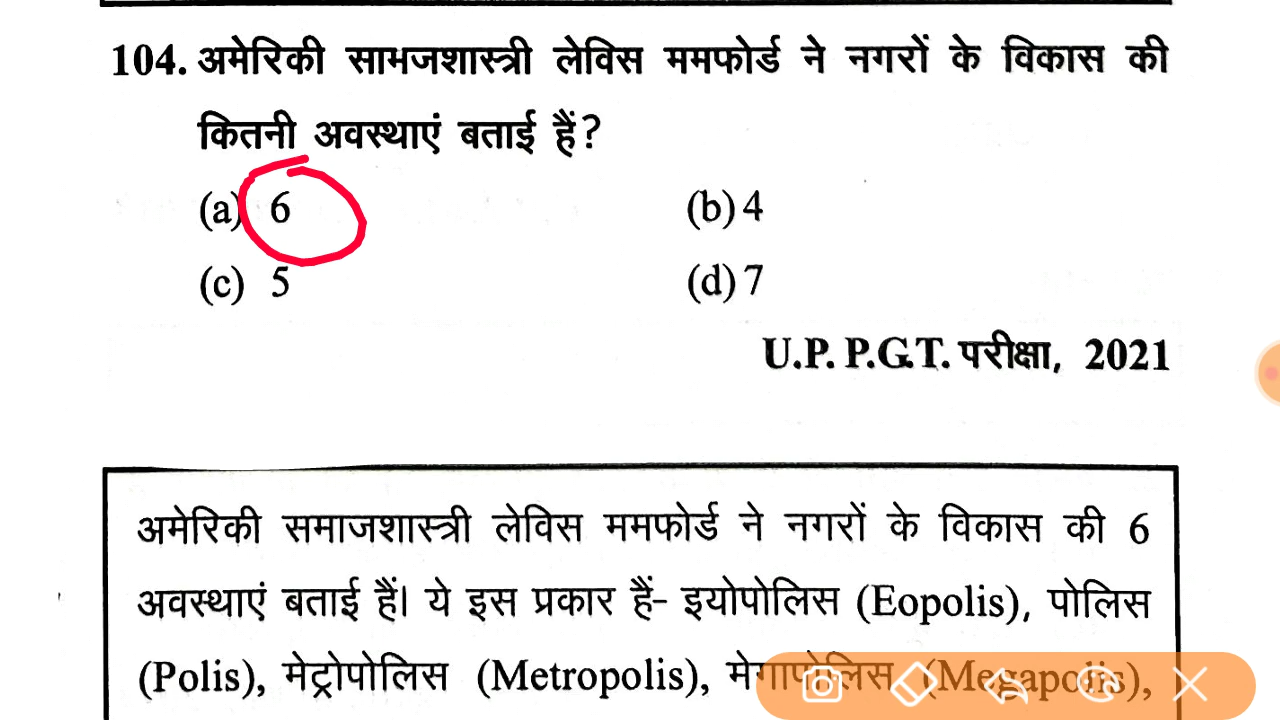 104. अमेरिकी साभजशास्त्री लेविस ममफोर्ड ने नगरों के विकास की
कितनी अवस्थाएं बताई हैं?
(a) 6 (b) 4
(c) 5 (d) 7
U.P. P.G.T. परीक्षा, 2021
अमेरिकी समाजशास्त्री लेविस ममफोर्ड ने नगरों के विकास की 6
अवस्थाएं बताई हैं। ये इस प्रकार हैं- इयोपोलिस (Eopolis), पोलिस
(Polis), मेट्रोपोलिस (Metropolis), मेगापोलिस (Megapolis),